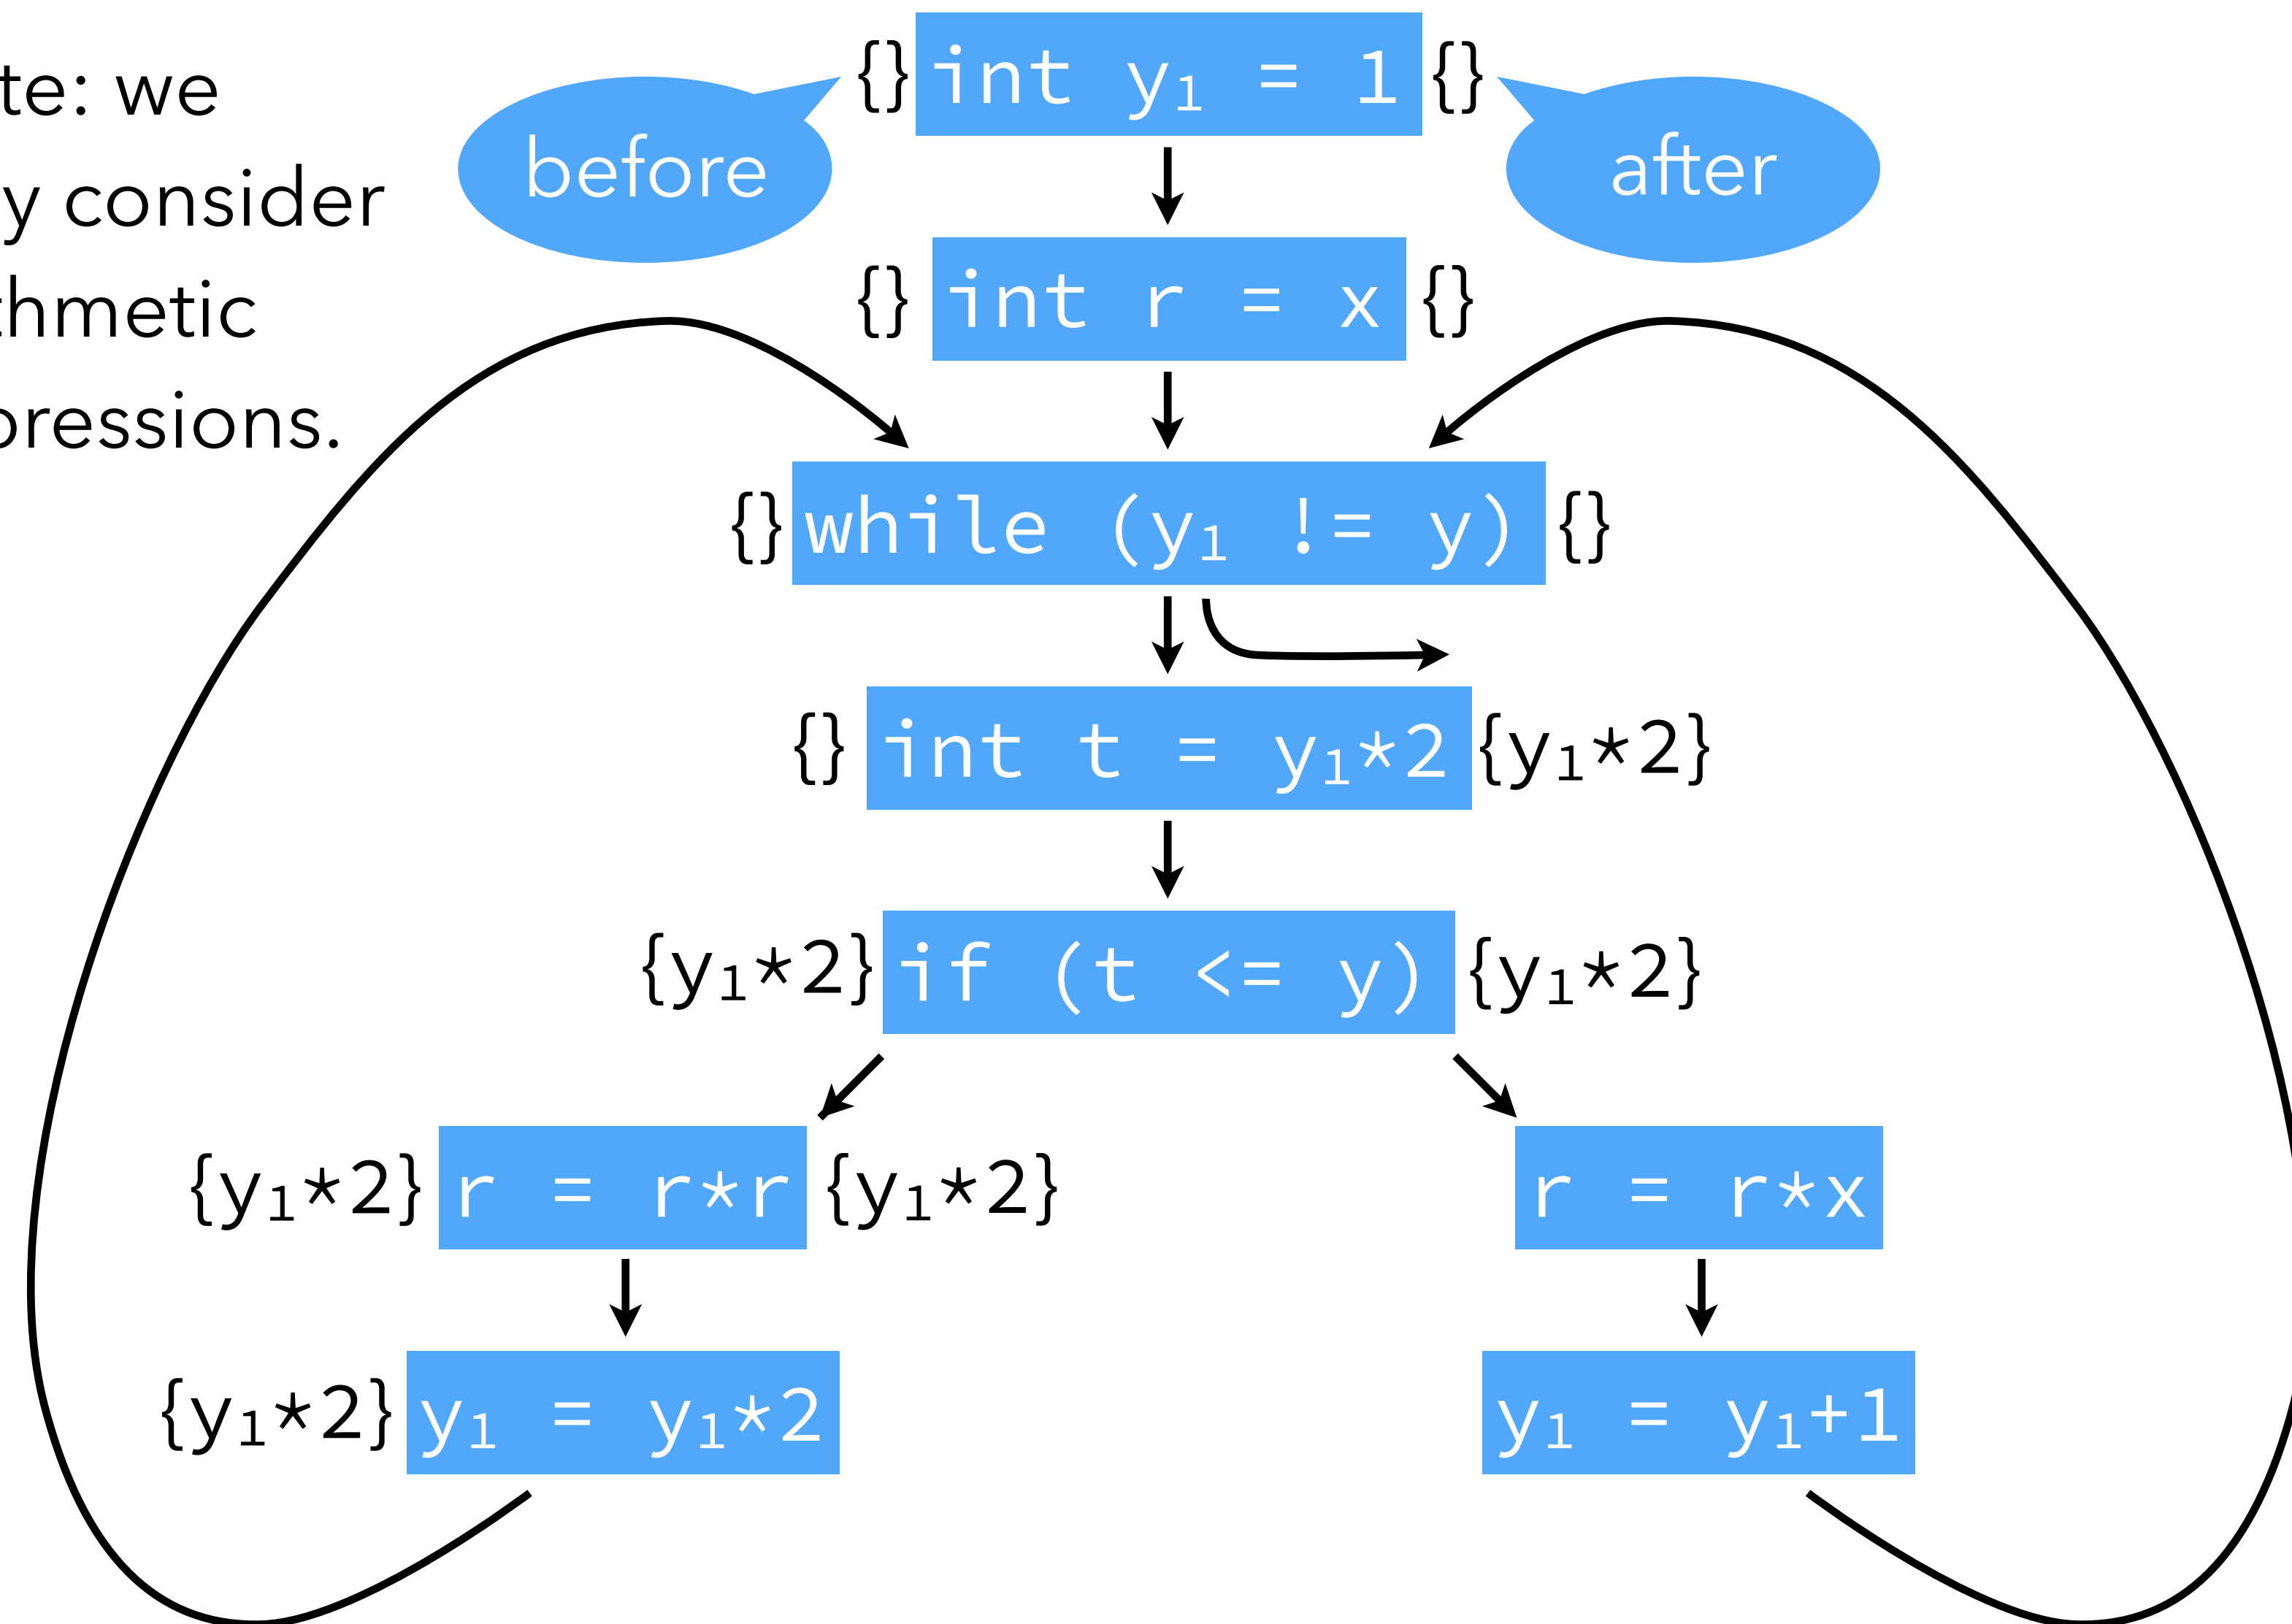 {} int y₁ = 1 {}
te: we
before
after
y consider
{} int r = x {}
thmetic
pressions.
{} while (y₁ != y) {}
{} int t = y₁*2 {y₁*2}
{y₁*2} if (t <= y) {y₁*2}
{y₁*2} r = r*r {y₁*2}
r = r*x
{y₁*2} y₁ = y₁*2
y₁ = y₁+1